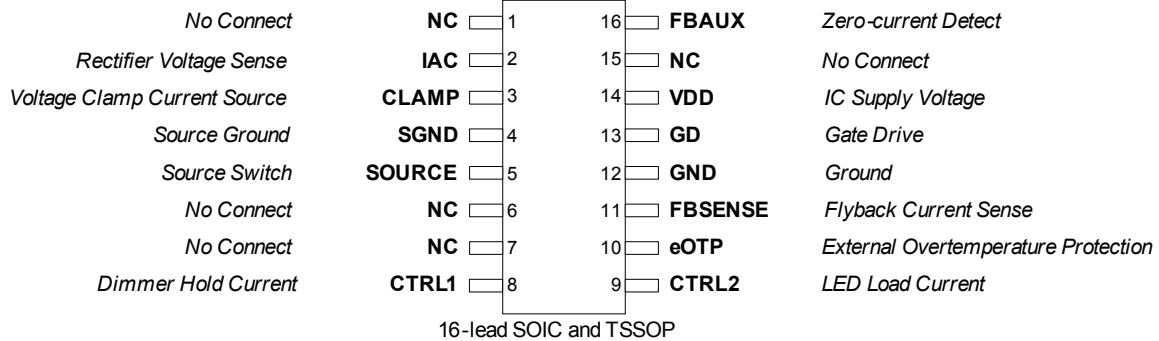 No Connect NC 1 16 FBAUX Zero-current Detect
Rectifier Voltage Sense IAC 2 15 NC No Connect
Voltage Clamp Current Source CLAMP 3 14 VDD IC Supply Voltage
Source Ground SGND 4 13 GD Gate Drive
Source Switch SOURCE 5 12 GND Ground
No Connect NC 6 11 FBSENSE Flyback Current Sense
No Connect NC 7 10 eOTP External Overtemperature Protection
Dimmer Hold Current CTRL1 8 9 CTRL2 LED Load Current
16-lead SOIC and TSSOP